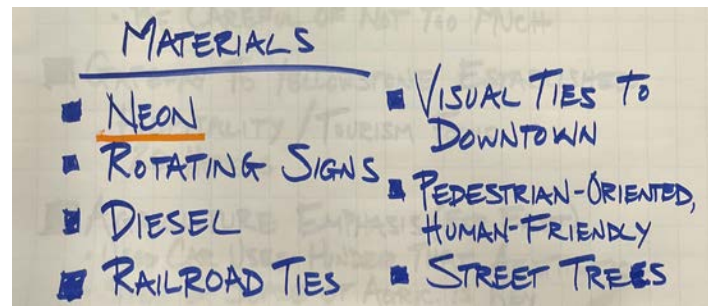 MATERIALS
■ NEON
■ ROTATING SIGNS
■ DIESEL
■ RAILROAD TIES
■ VISUAL TIES TO
DOWNTOWN
■ PEDESTRIAN-ORIENTED,
HUMAN-FRIENDLY
■ STREET TREES